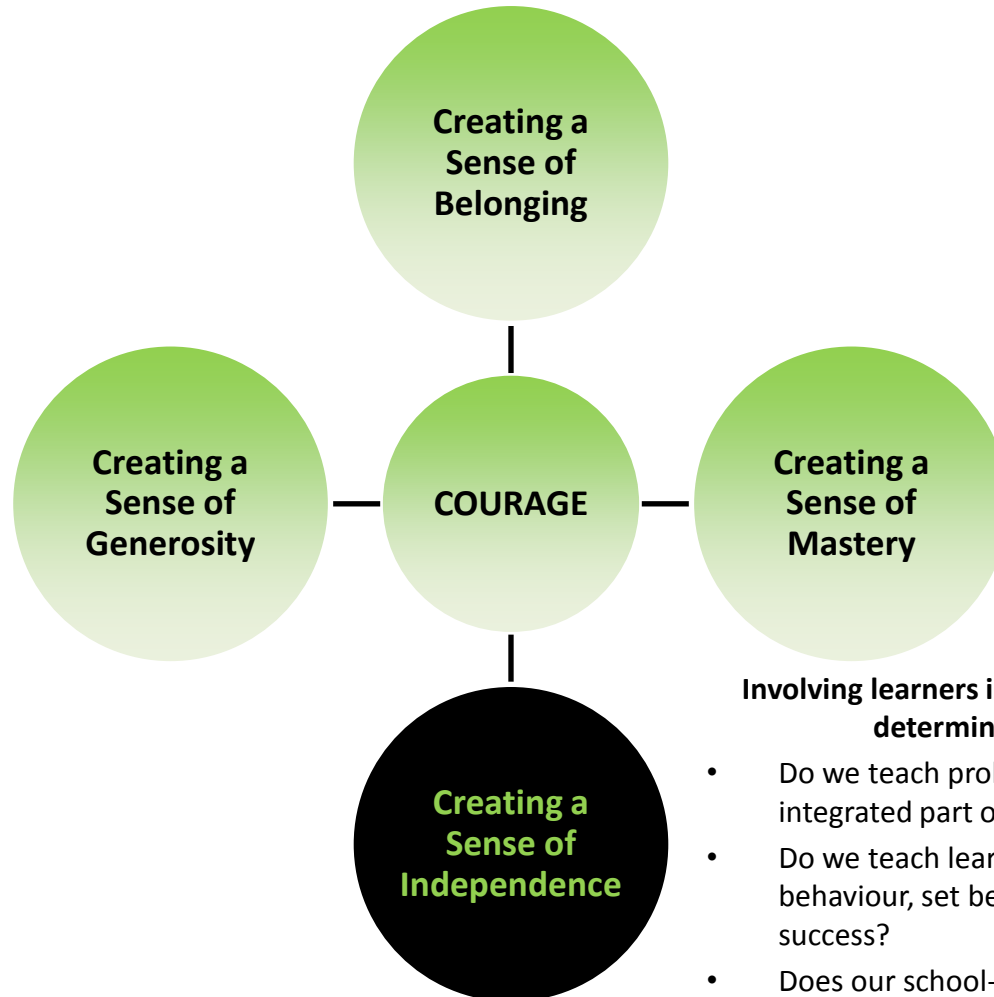 Creating a
Sense of
Belonging
Creating a
Sense of
Generosity
COURAGE
Creating a
Sense of
Mastery
Creating a
Sense of
Independence
Involving learners i
determin
• Do we teach pro
integrated part o
• Do we teach lear
behaviour, set be
success?
• Does our school-